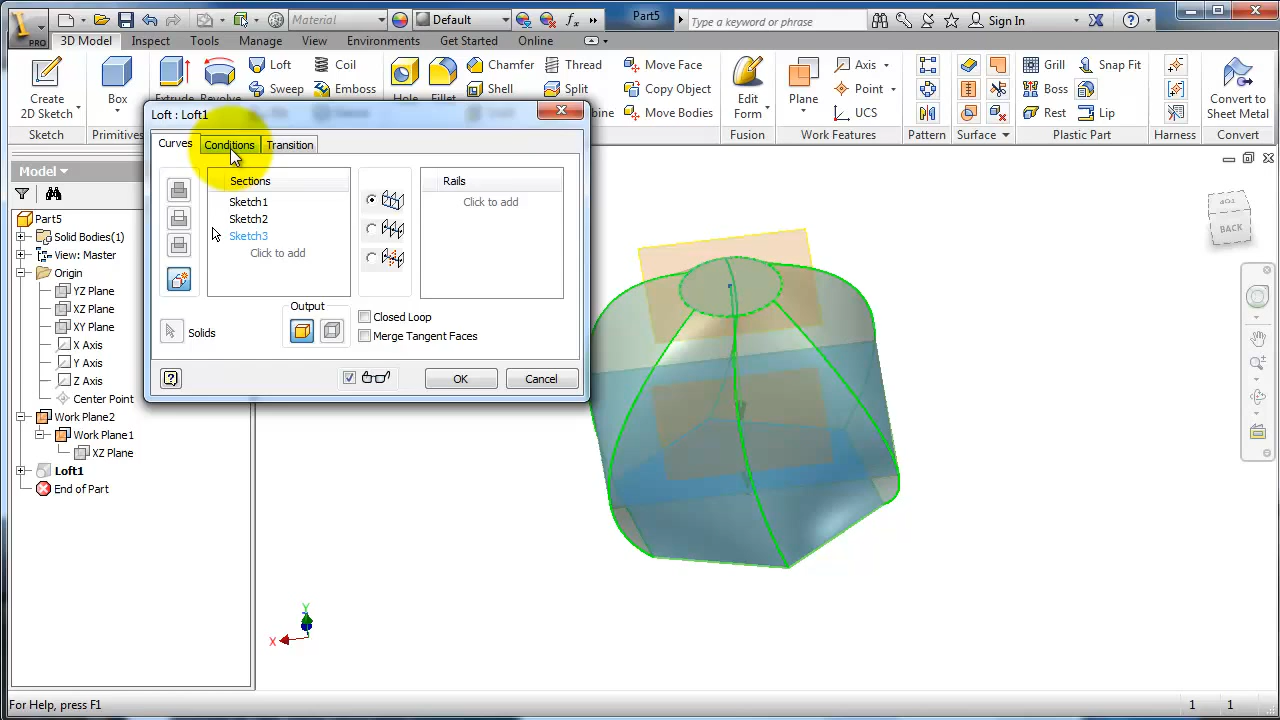 PRO
Material
Default
Part5
Type a keyword or phrase
Sign In
3D Model
Inspect
Tools
Manage
View
Environments
Get Started
Online
Create
2D Sketch
Box
Extrude
Revolve
Loft
Sweep
Coil
Emboss
Hole
Chamfer
Shell
Thread
Split
Move Face
Copy Object
Move Bodies
Edit
Form
Plane
Axis
Point
UCS
Grill
Boss
Rest
Snap Fit
Lip
Convert to
Sheet Metal
Sketch
Primitives
Fusion
Work Features
Pattern
Surface
Plastic Part
Harness
Convert
Loft : Loft1
Curves
Conditions
Transition
Sections
Sketch1
Sketch2
Sketch3
Click to add
Rails
Click to add
Output
Solids
Closed Loop
Merge Tangent Faces
OK
Cancel
Model
Part5
Solid Bodies(1)
View: Master
Origin
YZ Plane
XZ Plane
XY Plane
X Axis
Y Axis
Z Axis
Center Point
Work Plane2
Work Plane1
XZ Plane
Loft1
End of Part
TOP
BACK
Y
X
For Help, press F1
1
1